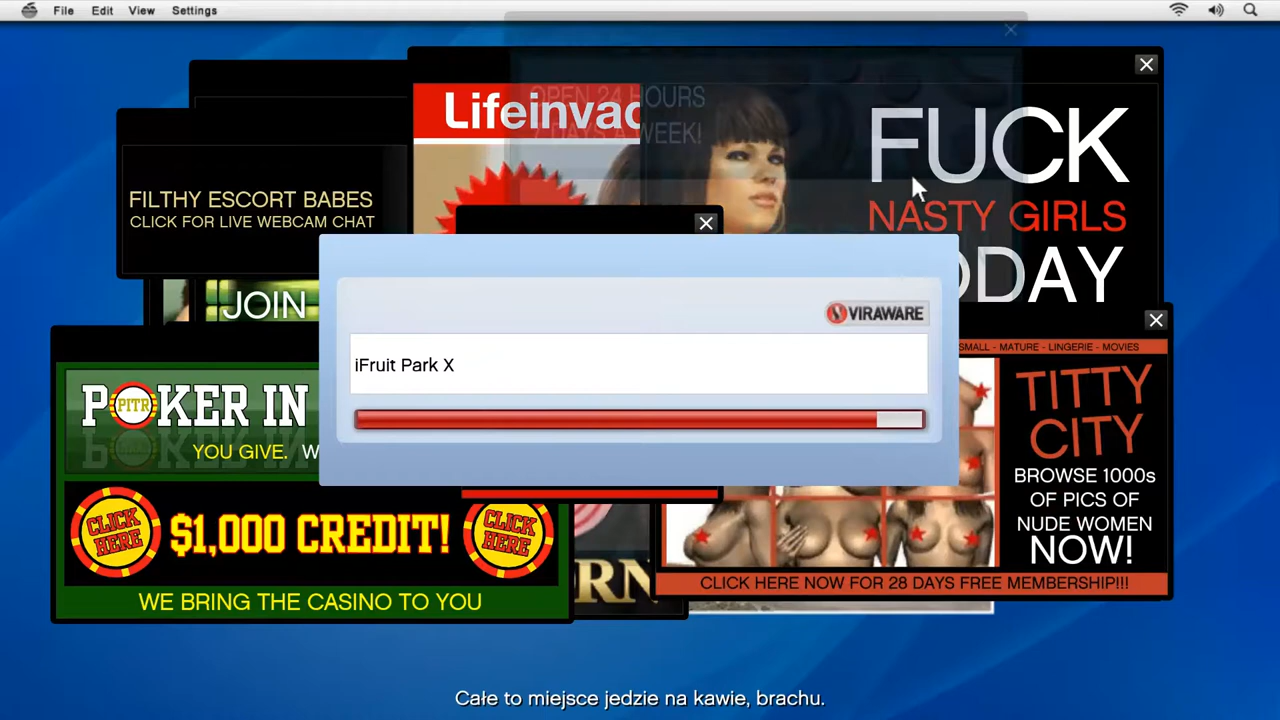 File Edit View Settings
OPEN 24 HOURS
7 DAYS A WEEK!
Lifeinvad
FUCK
NASTY GIRLS
ODAY
FILTHY ESCORT BABES
CLICK FOR LIVE WEBCAM CHAT
JOIN
VIRAWARE
iFruit Park X
SMALL - MATURE - LINGERIE - MOVIES
TITTY
CITY
BROWSE 1000s
OF PICS OF
NUDE WOMEN
NOW!
CLICK HERE NOW FOR 28 DAYS FREE MEMBERSHIP!!!
POKER IN
PITR
YOU GIVE. W
CLICK HERE
$1,000 CREDIT!
CLICK HERE
WE BRING THE CASINO TO YOU
RN
Całe to miejsce jedzie na kawie, brachu.